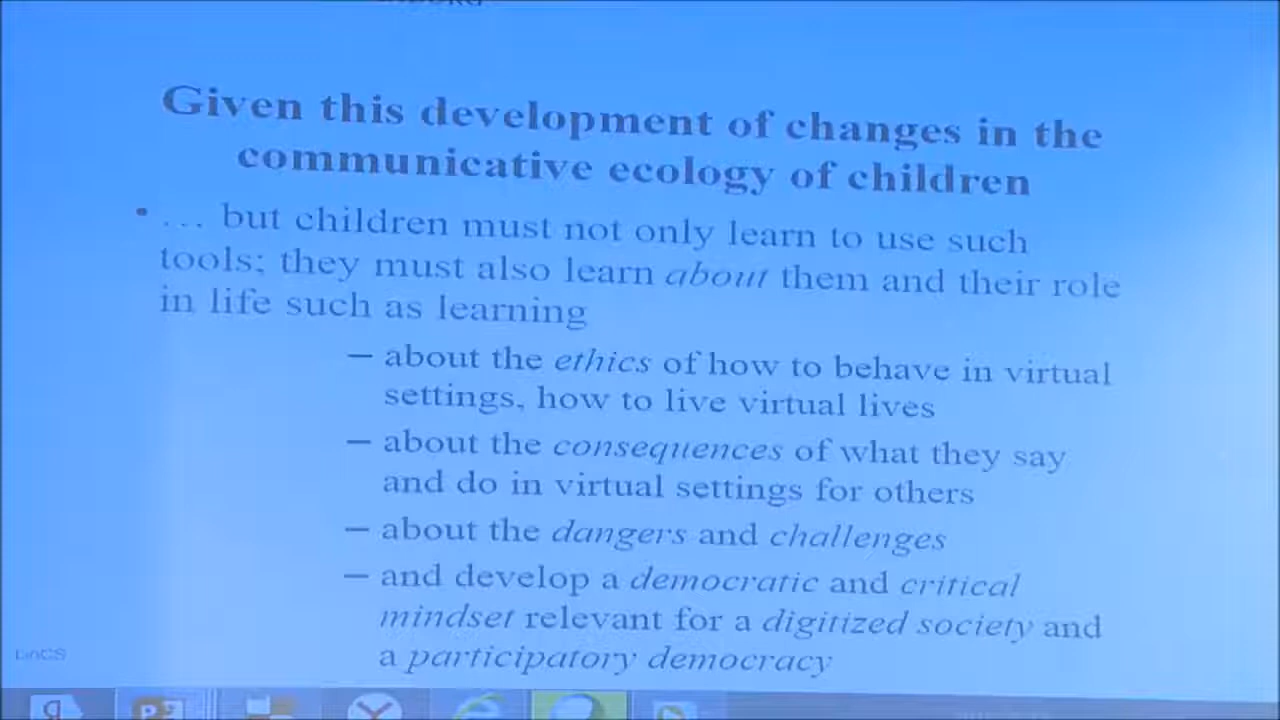 Given this development of changes in the
communicative ecology of children
• … but children must not only learn to use such
tools; they must also learn about them and their role
in life such as learning
– about the ethics of how to behave in virtual
settings, how to live virtual lives
– about the consequences of what they say
and do in virtual settings for others
– about the dangers and challenges
– and develop a democratic and critical
mindset relevant for a digitized society and
a participatory democracy
LinCS